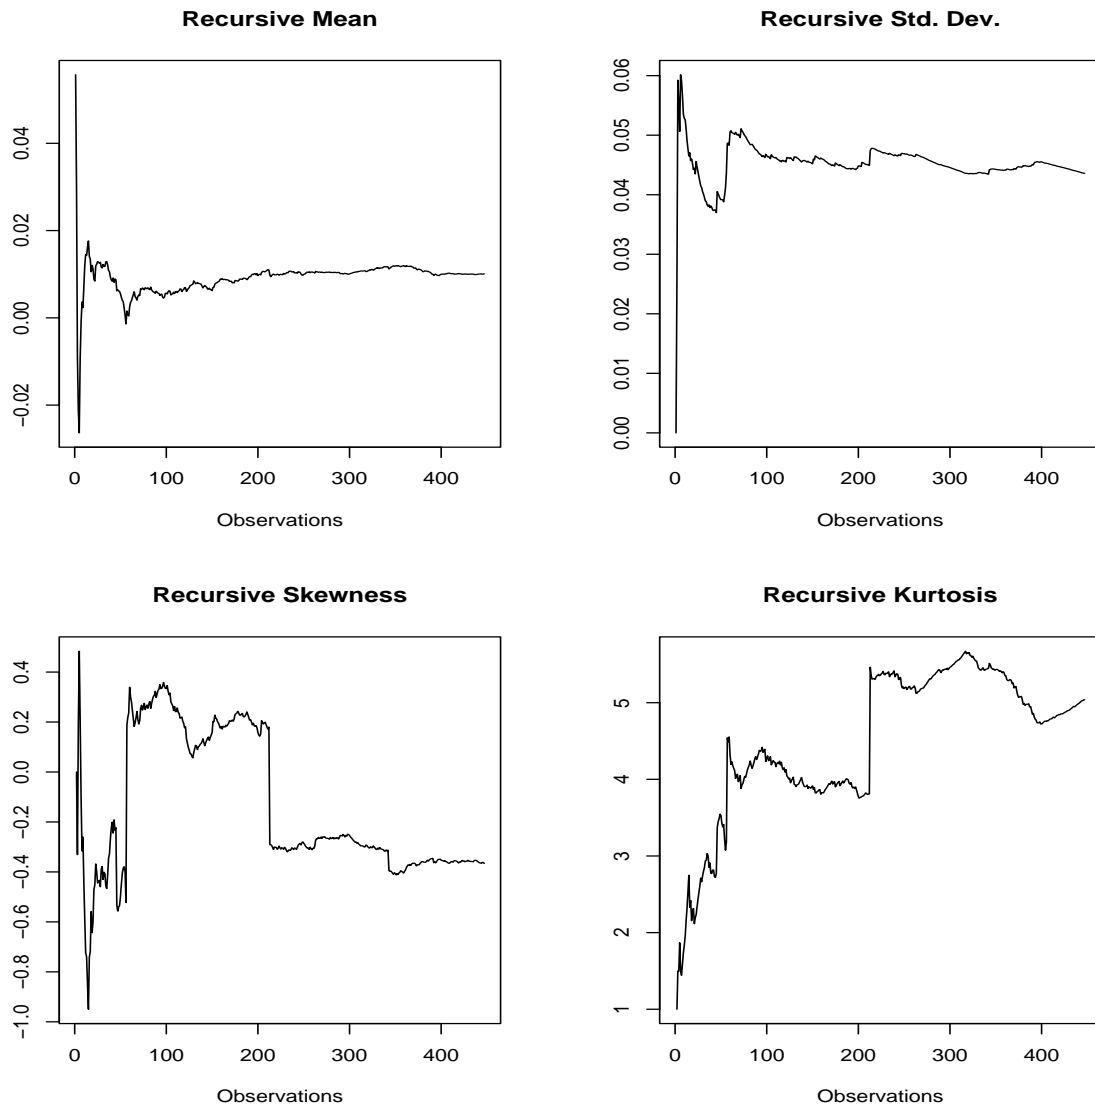 Recursive Mean
0.04
0.02
0.00
−0.02
0 100 200 300 400
Observations
Recursive Std. Dev.
0.06
0.05
0.04
0.03
0.02
0.01
0.00
0 100 200 300 400
Observations
Recursive Skewness
0.4
0.2
0.0
−0.2
−0.4
−0.6
−0.8
−1.0
0 100 200 300 400
Observations
Recursive Kurtosis
5
4
3
2
1
0 100 200 300 400
Observations